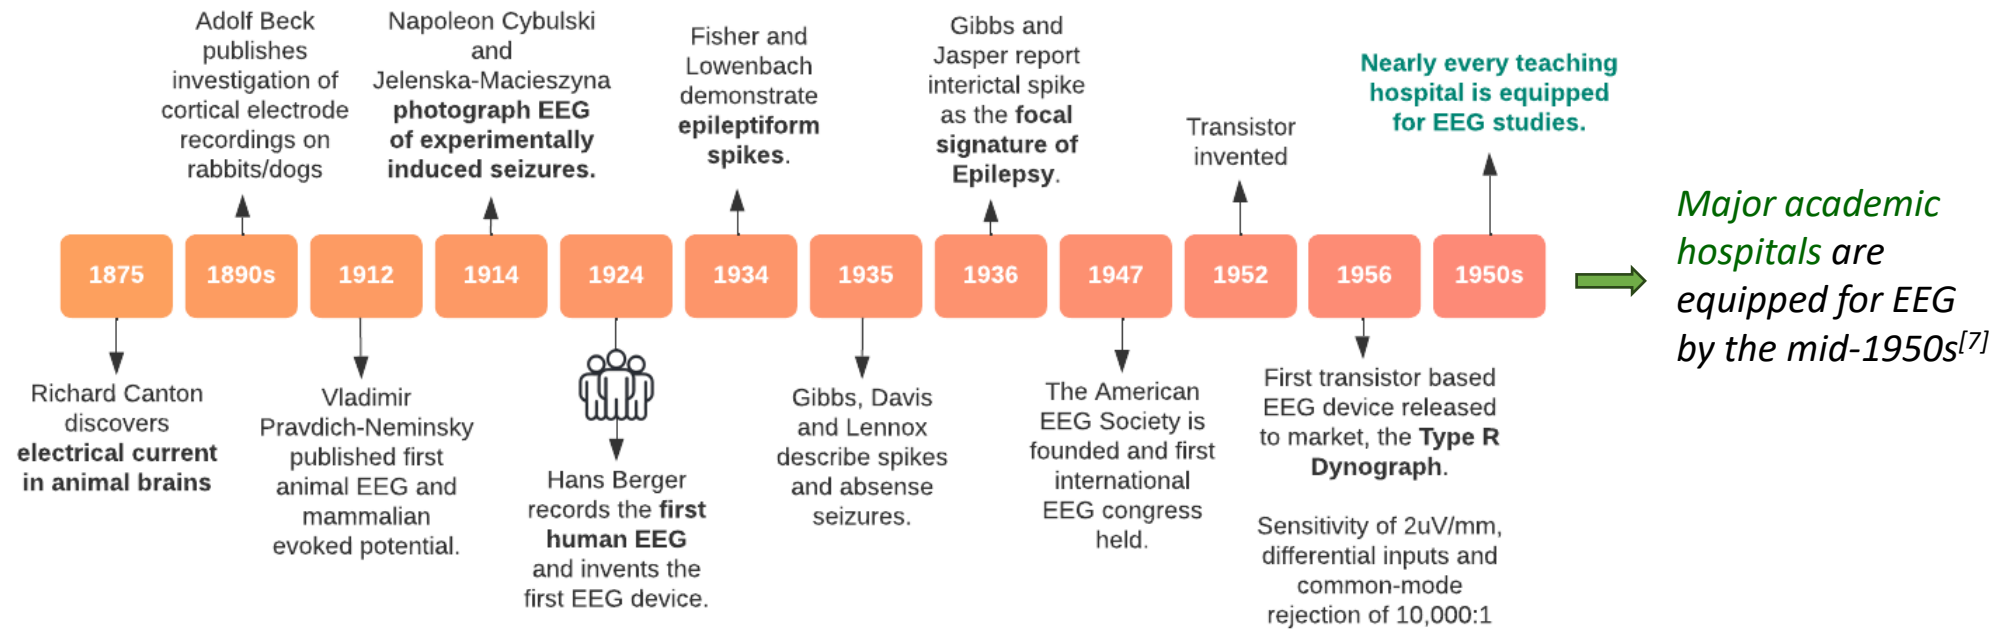 Adolf Beck
publishes
investigation of
cortical electrode
recordings on
rabbits/dogs
Napoleon Cybulski
and
Jelenska-Macieszyna
photograph EEG
of experimentally
induced seizures.
Fisher and
Lowenbach
demonstrate
epileptiform
spikes.
Gibbs and
Jasper report
interictal spike
as the focal
signature of
Epilepsy.
Transistor
invented
Nearly every teaching
hospital is equipped
for EEG studies.
1875
1890s
1912
1914
1924
1934
1935
1936
1947
1952
1956
1950s
Major academic
hospitals are
equipped for EEG
by the mid-1950s[7]
Richard Canton
discovers
electrical current
in animal brains
Vladimir
Pravdich-Neminsky
published first
animal EEG and
mammalian
evoked potential.
Hans Berger
records the first
human EEG
and invents the
first EEG device.
Gibbs, Davis
and Lennox
describe spikes
and absense
seizures.
The American
EEG Society is
founded and first
international
EEG congress
held.
First transistor based
EEG device released
to market, the Type R
Dynograph.
Sensitivity of 2uV/mm,
differential inputs and
common-mode
rejection of 10,000:1